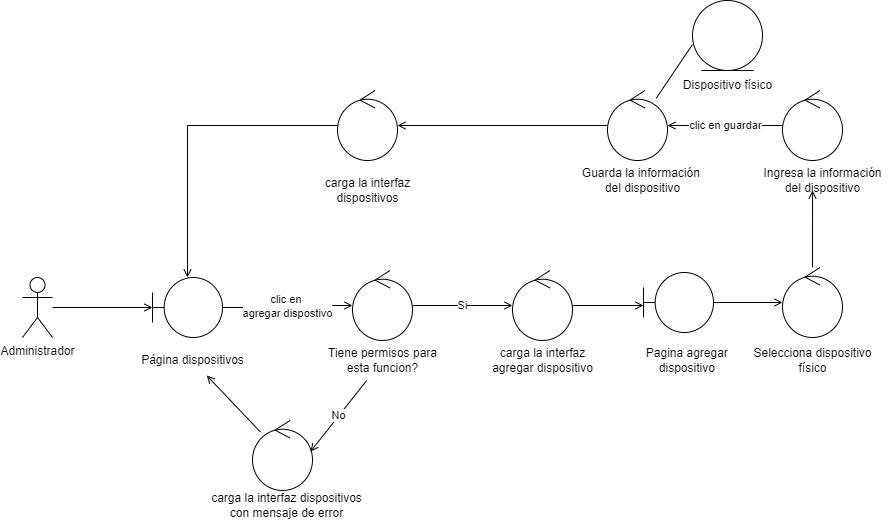 Dispositivo físico
clic en guardar
carga la interfaz
dispositivos
Guarda la información
del dispositivo
Ingresa la información
del dispositivo
Administrador
Página dispositivos
clic en
agregar dispostivo
Tiene permisos para
esta funcion?
Si
carga la interfaz
agregar dispositivo
Pagina agregar
dispositivo
Selecciona dispositivo
físico
No
carga la interfaz dispositivos
con mensaje de error